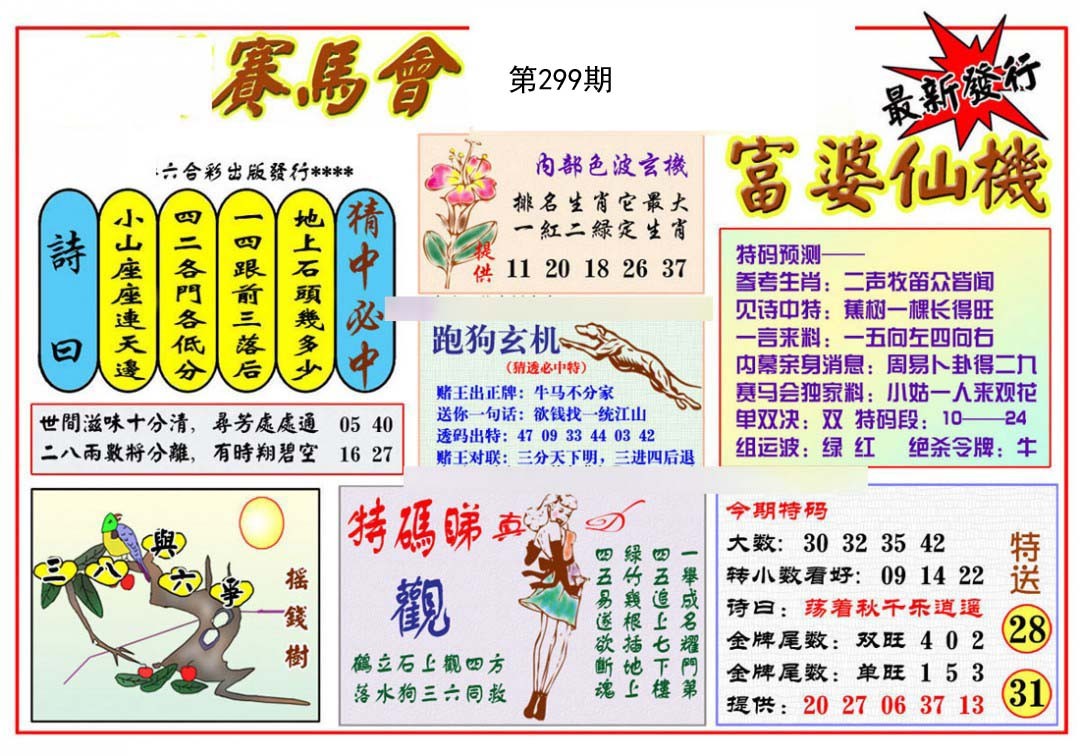 賽馬會
第299期
最新發行
六合彩出版發行****
富婆仙機
詩曰
小山座座連天邊
四二各門各低分
一四跟前三落后
地上石頭幾多少
猜中必中
世間滋味十分清，尋芳處處通 05 40
二八兩數將分離，有時翔碧空 16 27
內部色波玄機
排名生肖它最大
一紅二緑定生肖
提供
11 20 18 26 37
跑狗玄机
（猜透必中特）
赌王出正牌：牛马不分家
送你一句话：欲钱找一统江山
透码出特：47 09 33 44 03 42
赌王对联：三分天下明，三进四后退
特码预测——
参考生肖：二声牧笛众皆闻
见诗中特：蕉树一棵长得旺
一言来料：一五向左四向右
内幕亲身消息：周易卜卦得二九
赛马会独家料：小姑一人来观花
单双决：双 特码段：10——24
组运波：绿 红 绝杀令牌：牛
三八與六爭
搖錢樹
特碼睇真D
觀
鶴立石上觀四方
落水狗三六同救
一舉成名耀門第
四五追上七下樓
緑竹幾根插地上
四五易遂欲斷魂
今期特码
大数：30 32 35 42
转小数看好：09 14 22
诗曰：荡着秋千乐逍遥
金牌尾数：双旺 4 0 2
金牌尾数：单旺 1 5 3
提供：20 27 06 37 13
特送
28
31